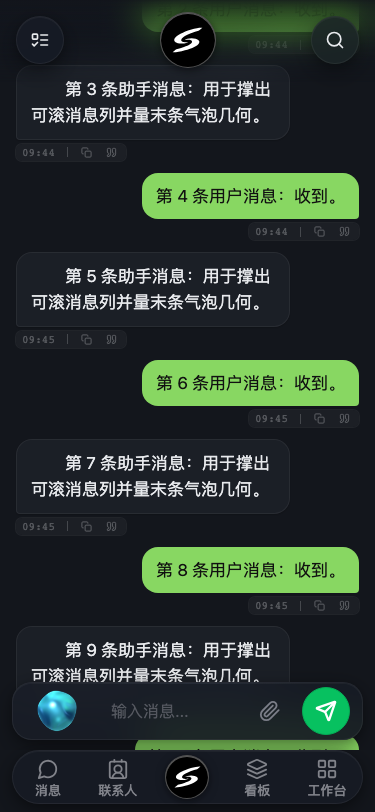 09:44
第 3 条助手消息：用于撑出
可滚消息列并量末条气泡几何。
09:44
第 4 条用户消息：收到。
09:44
第 5 条助手消息：用于撑出
可滚消息列并量末条气泡几何。
09:45
第 6 条用户消息：收到。
09:45
第 7 条助手消息：用于撑出
可滚消息列并量末条气泡几何。
09:45
第 8 条用户消息：收到。
09:45
第 9 条助手消息：用于撑出
可滚消息列并量末条气泡几何。
输入消息...
消息
联系人
看板
工作台